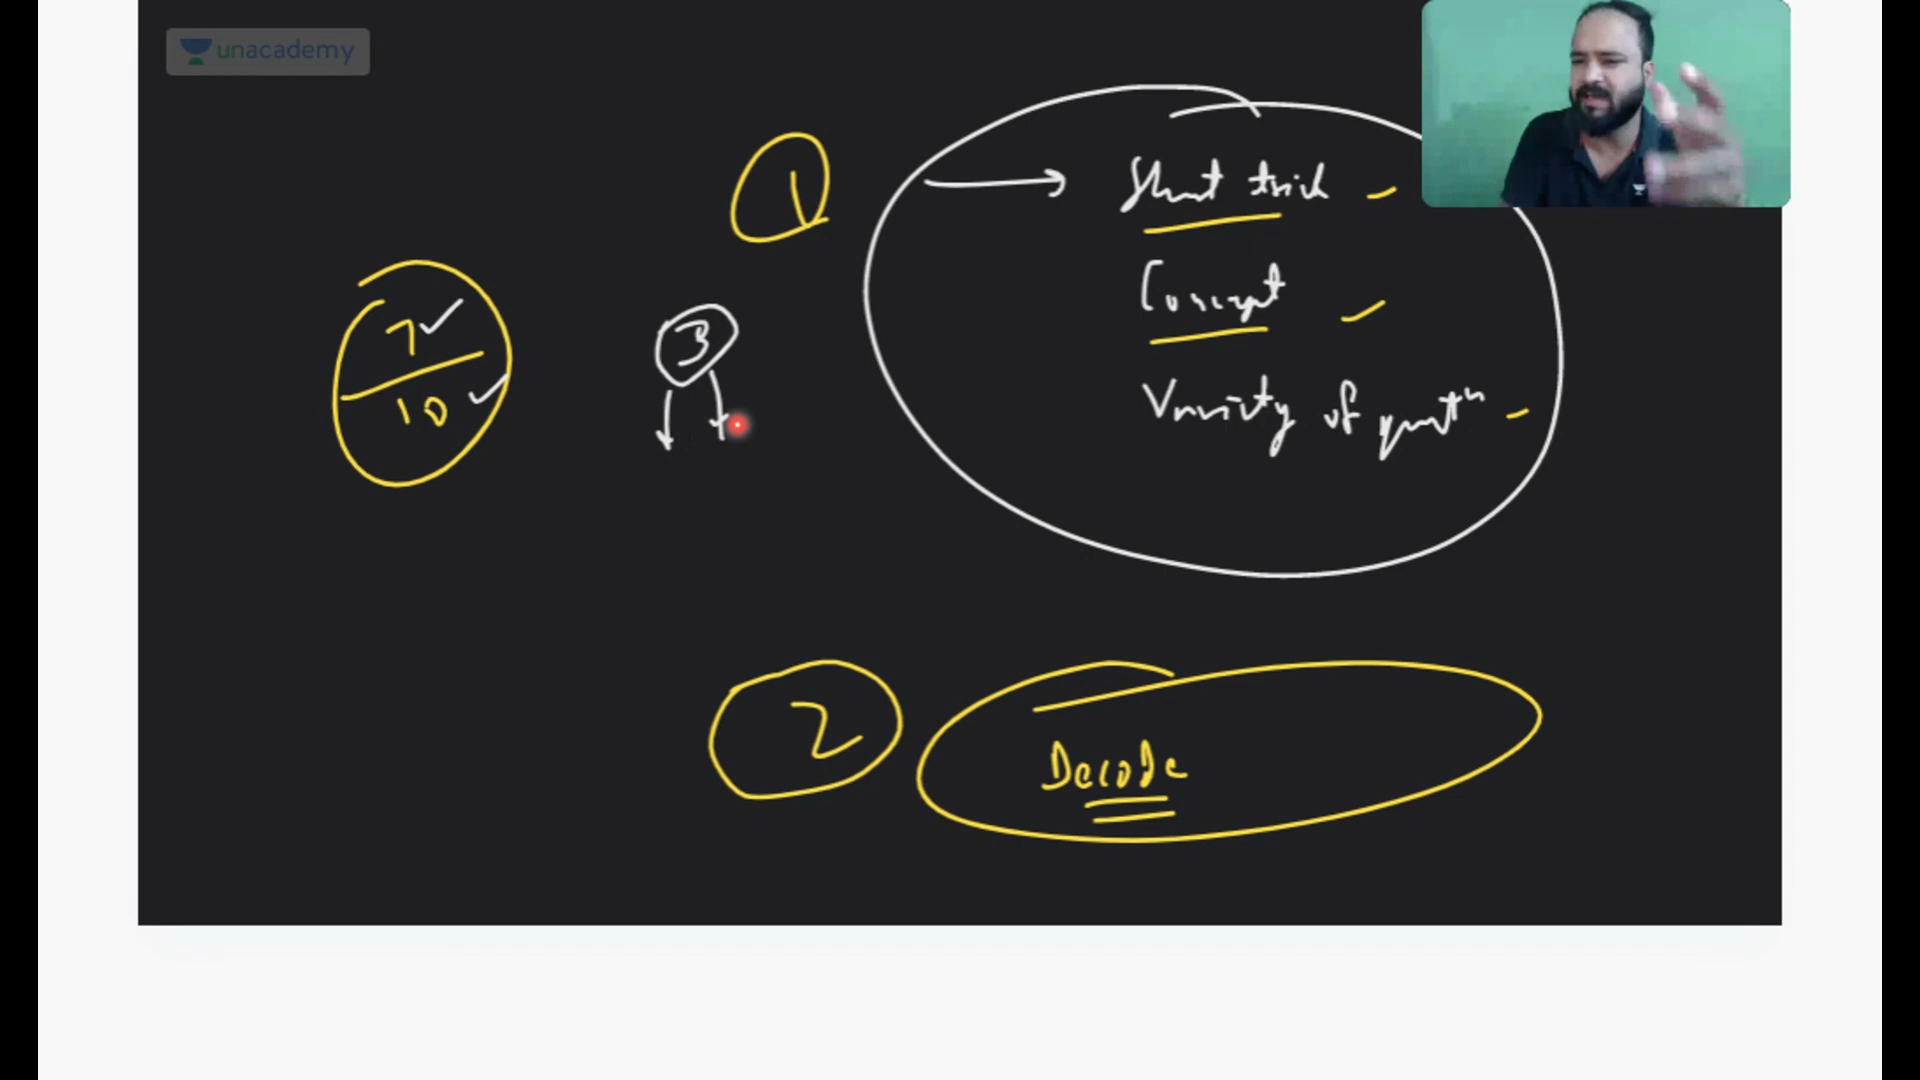 unacademy
1
Short trick
7
10
3
Concept
Variety of questn
2
Decode